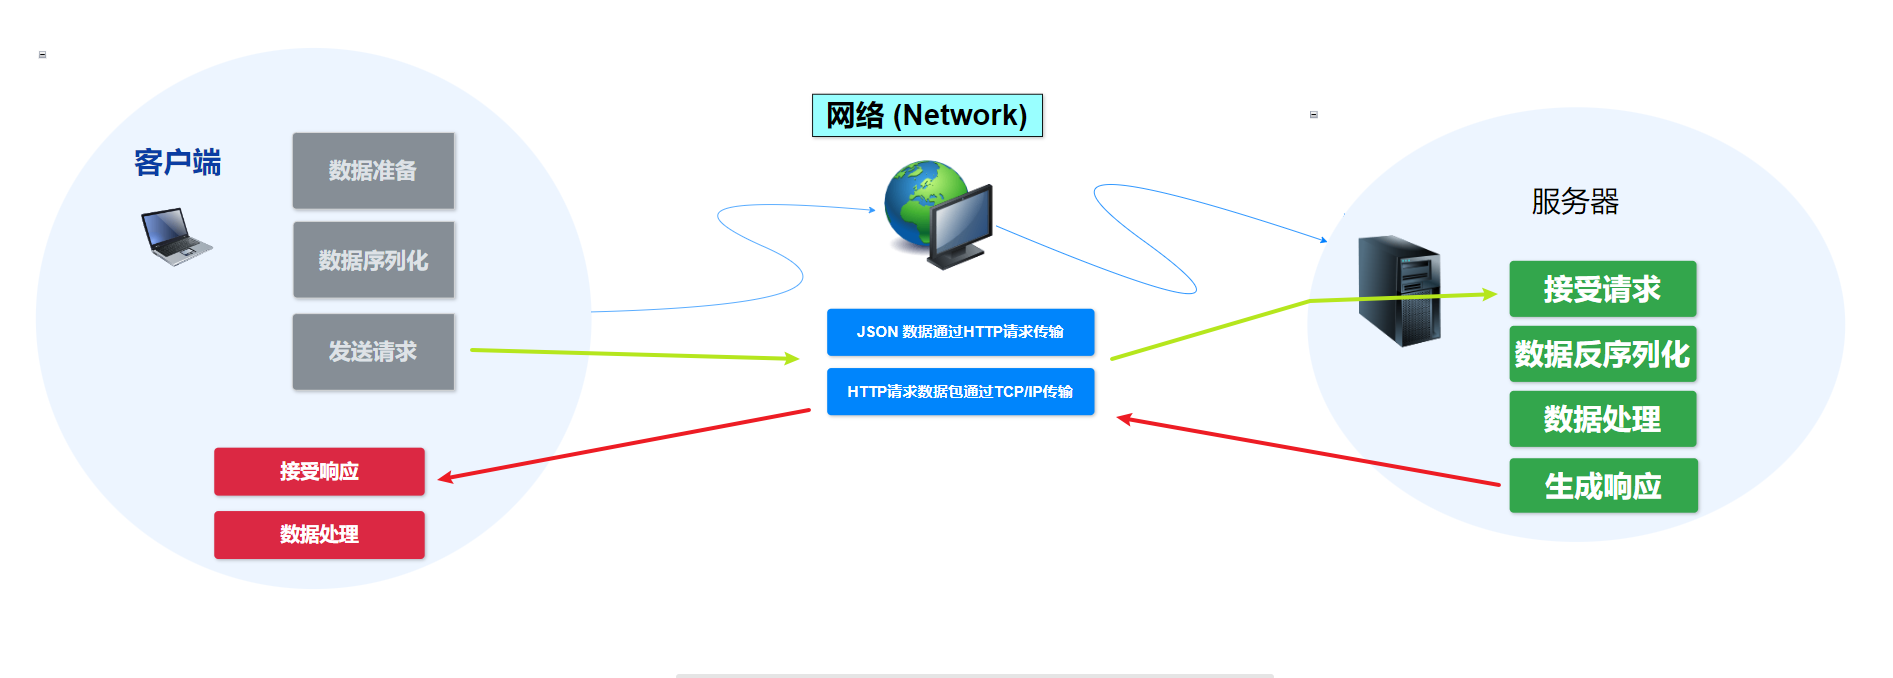 客户端
数据准备
数据序列化
发送请求
接受响应
数据处理
网络 (Network)
JSON 数据通过HTTP请求传输
HTTP请求数据包通过TCP/IP传输
服务器
接受请求
数据反序列化
数据处理
生成响应